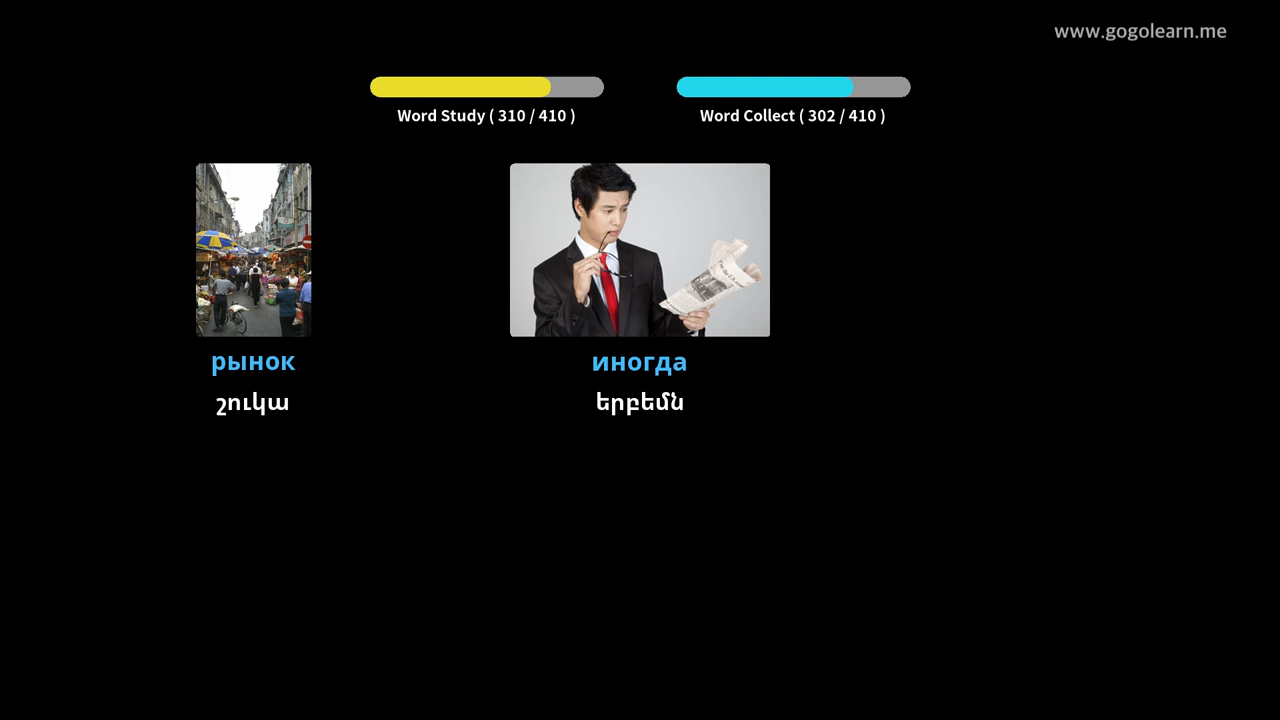 www.gogolearn.me
Word Study ( 310 / 410 )
Word Collect ( 302 / 410 )
рынок
иногда
շուկա
երբեմն